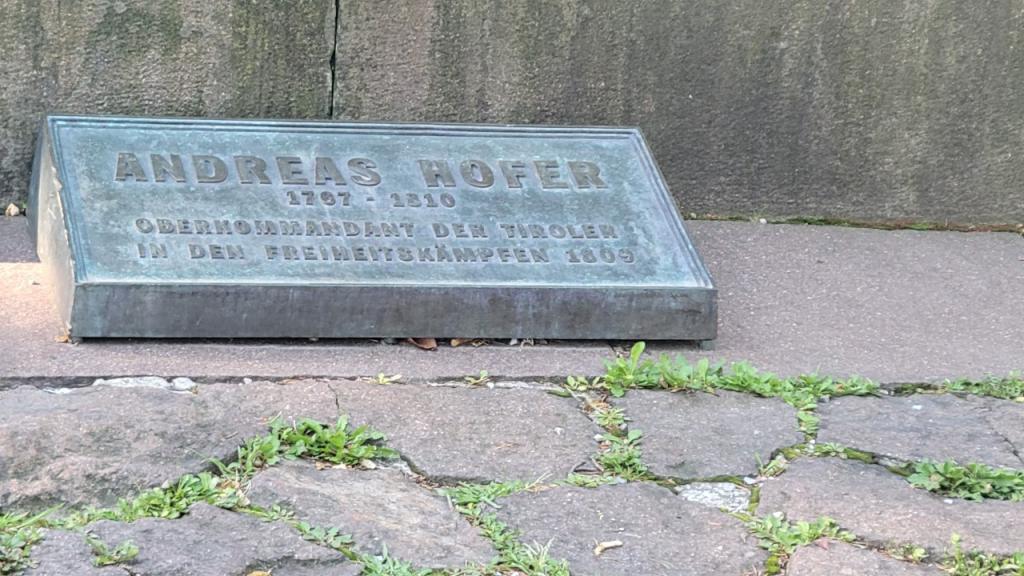 ANDREAS HOFER
1767 - 1810
OBERKOMMANDANT DER TIROLER
IN DEN FREIHEITSKÄMPFEN 1809